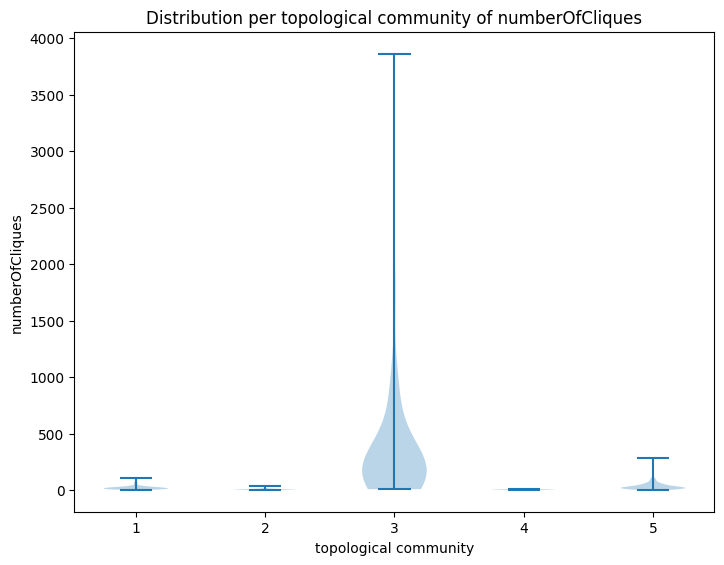 Distribution per topological community of numberOfCliques
4000
3500
3000
2500
2000
1500
1000
500
0
numberOfCliques
1 2 3 4 5
topological community